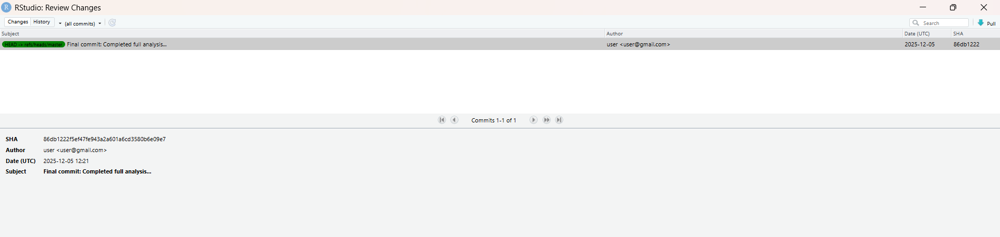 R RStudio: Review Changes
Changes History (all commits) Search Pull
Subject Author Date (UTC) SHA
HEAD -> refs/heads/master Final commit: Completed full analysis... user <user@gmail.com> 2025-12-05 86db1222
Commits 1-1 of 1
SHA 86db1222f5ef47fe943a2a601a6cd3580b6e09e7
Author user <user@gmail.com>
Date (UTC) 2025-12-05 12:21
Subject Final commit: Completed full analysis...